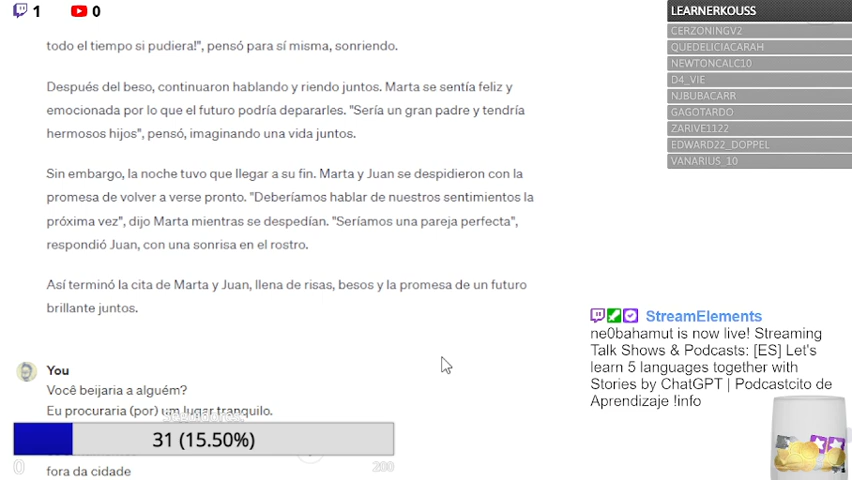 1
0
todo el tiempo si pudiera!", pensó para sí misma, sonriendo.
Después del beso, continuaron hablando y riendo juntos. Marta se sentía feliz y
emocionada por lo que el futuro podría depararles. "Sería un gran padre y tendría
hermosos hijos", pensó, imaginando una vida juntos.
Sin embargo, la noche tuvo que llegar a su fin. Marta y Juan se despidieron con la
promesa de volver a verse pronto. "Deberíamos hablar de nuestros sentimientos la
próxima vez", dijo Marta mientras se despedían. "Seríamos una pareja perfecta",
respondió Juan, con una sonrisa en el rostro.
Así terminó la cita de Marta y Juan, llena de risas, besos y la promesa de un futuro
brillante juntos.
You
Você beijaria a alguém?
Eu procuraria (por) um lugar tranquilo.
31 (15.50%)
0
200
fora da cidade
LEARNERKOUSS
CERZONINGV2
QUEDELICIACARAH
NEWTONCALC10
D4_VIE
NJBUBACARR
GAGOTARDO
ZARIVE1122
EDWARD22_DOPPEL
VANARIUS_10
StreamElements
ne0bahamut is now live! Streaming
Talk Shows & Podcasts: [ES] Let's
learn 5 languages together with
Stories by ChatGPT | Podcastcito de
Aprendizaje !info